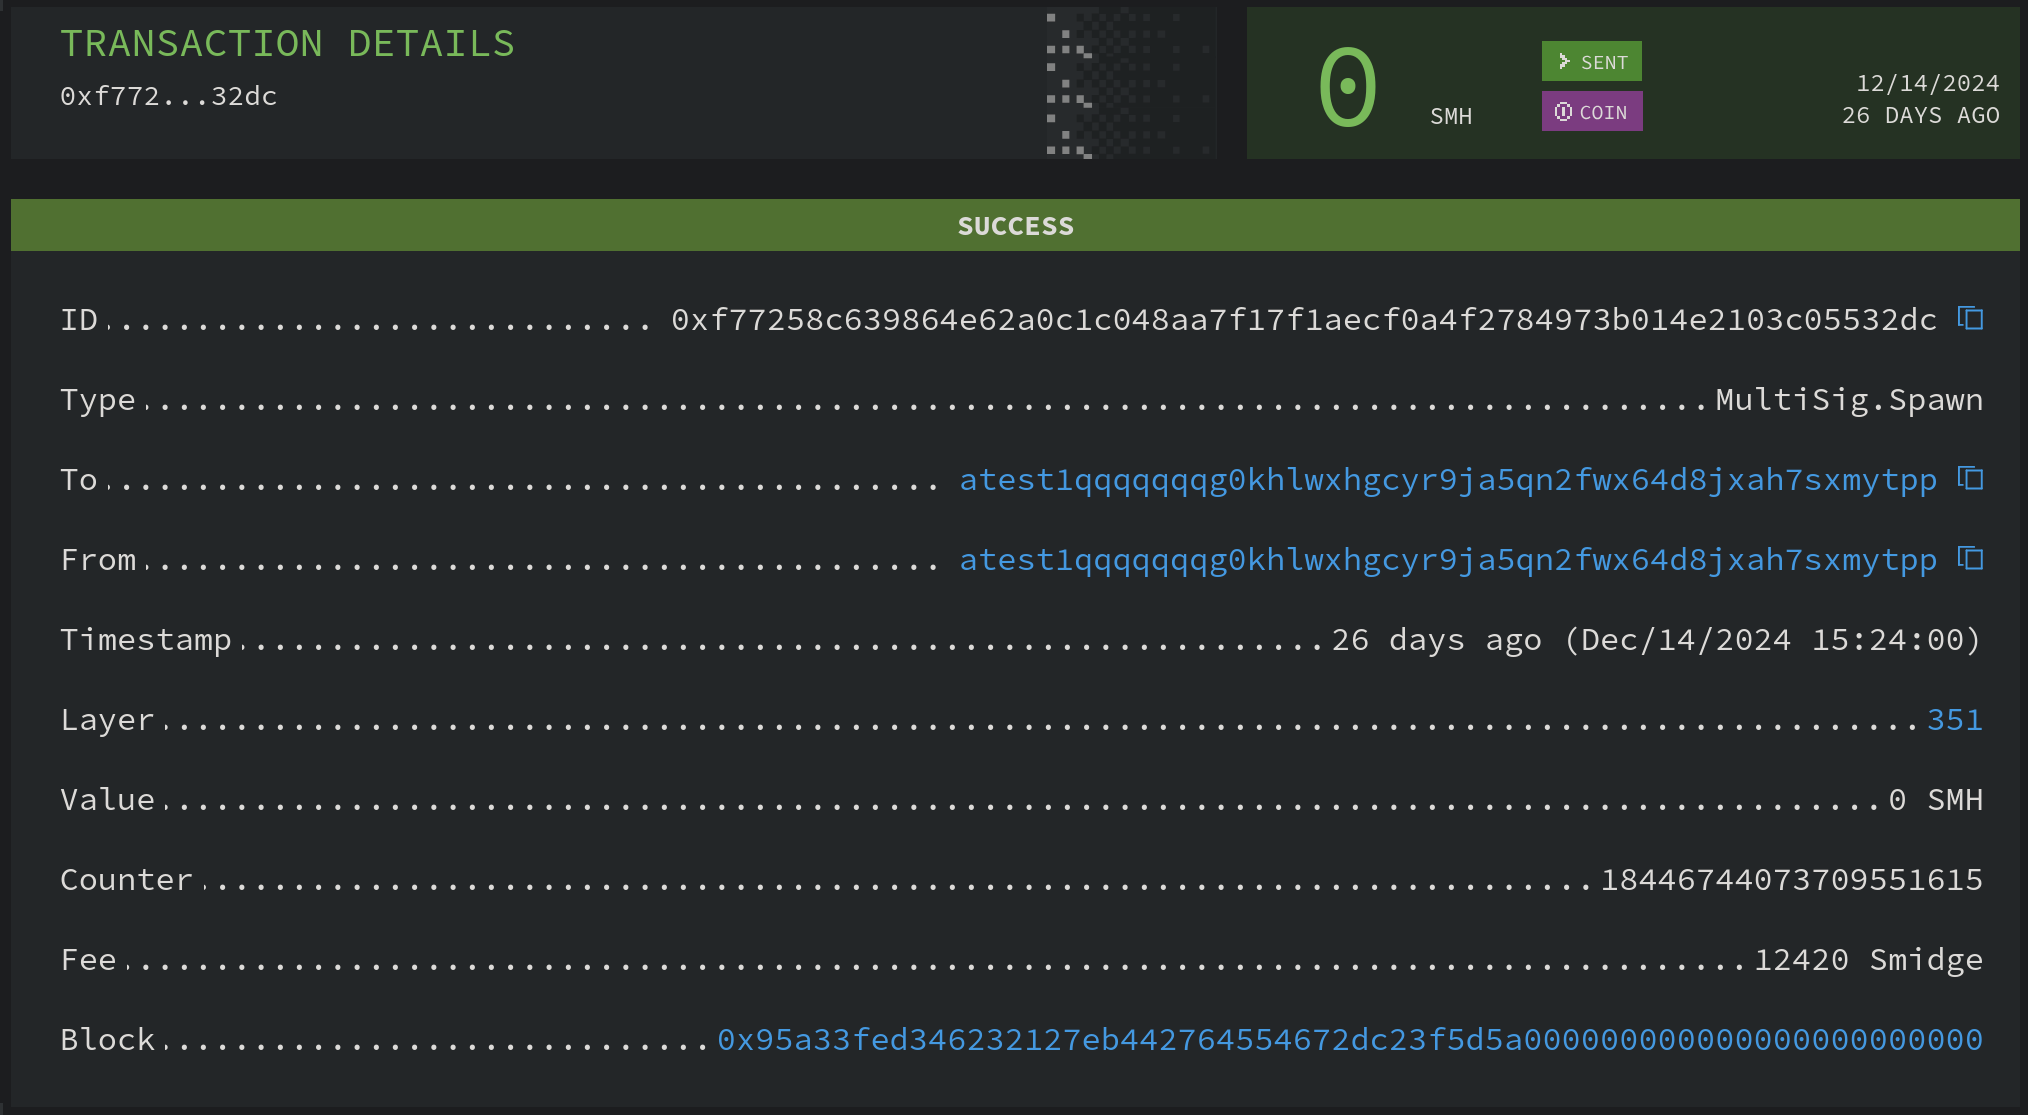 TRANSACTION DETAILS
0xf772...32dc
0 SMH
SENT
COIN
12/14/2024
26 DAYS AGO
SUCCESS
ID 0xf77258c639864e62a0c1c048aa7f17f1aecf0a4f2784973b014e2103c05532dc
Type MultiSig.Spawn
To atest1qqqqqqqqg0khlwxhgcyr9ja5qn2fwx64d8jxah7sxmytpp
From atest1qqqqqqqqg0khlwxhgcyr9ja5qn2fwx64d8jxah7sxmytpp
Timestamp 26 days ago (Dec/14/2024 15:24:00)
Layer 351
Value 0 SMH
Counter 18446744073709551615
Fee 12420 Smidge
Block 0x95a33fed346232127eb442764554672dc23f5d5a000000000000000000000000